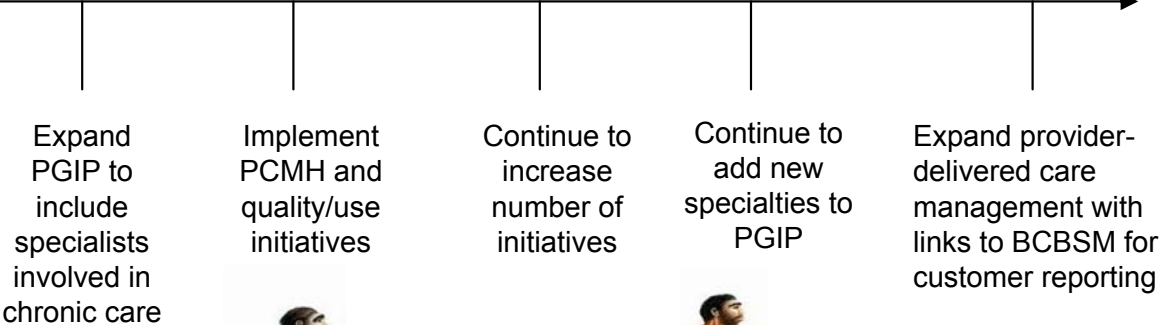 Expand
PGIP to
include
specialists
involved in
chronic care
Implement
PCMH and
quality/use
initiatives
Continue to
increase
number of
initiatives
Continue to
add new
specialties to
PGIP
Expand provider-
delivered care
management with
links to BCBSM for
customer reporting